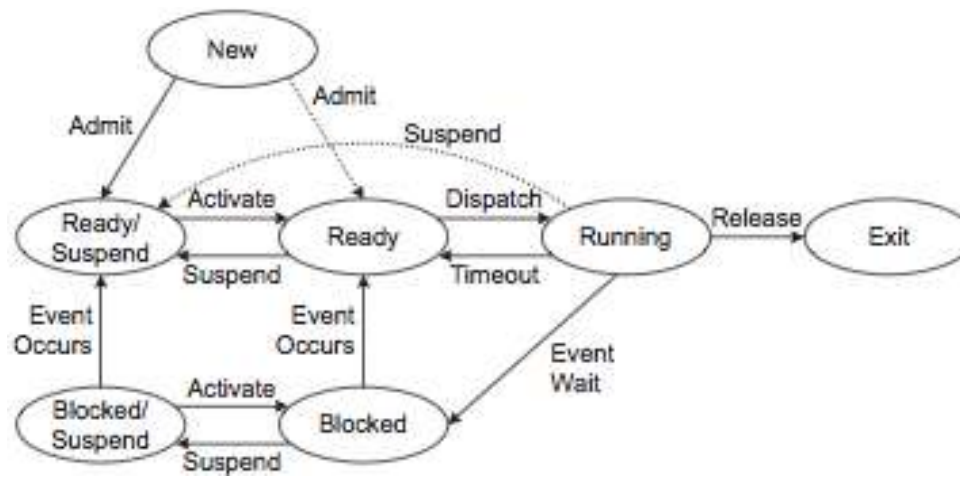 New
Admit
Admit
Suspend
Activate
Dispatch
Release
Ready/
Suspend
Ready
Running
Exit
Suspend
Timeout
Event
Occurs
Event
Occurs
Event
Wait
Activate
Blocked/
Suspend
Blocked
Suspend